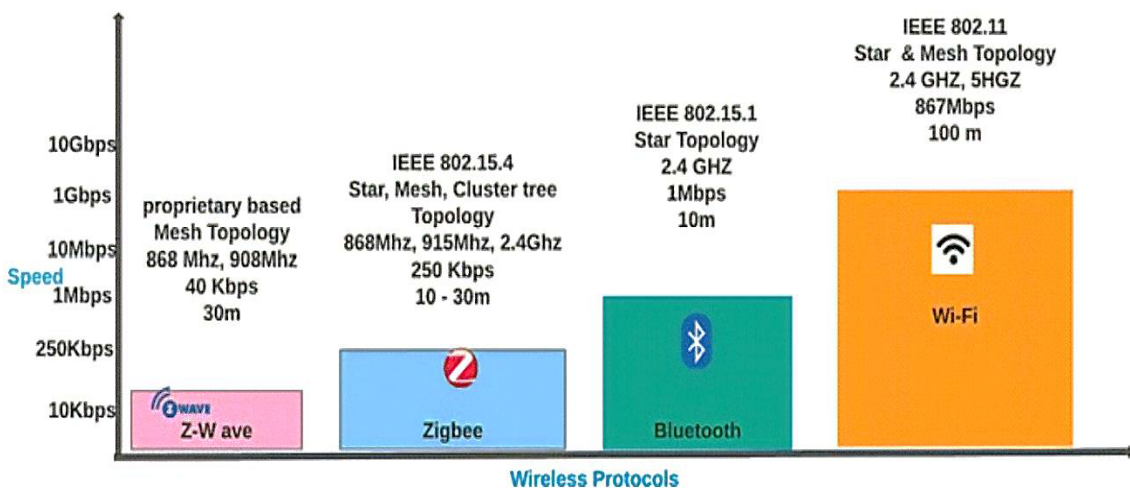 IEEE 802.11
Star & Mesh Topology
2.4 GHZ, 5HGZ
867Mbps
100 m
IEEE 802.15.1
Star Topology
2.4 GHZ
1Mbps
10m
IEEE 802.15.4
Star, Mesh, Cluster tree
Topology
868Mhz, 915Mhz, 2.4Ghz
250 Kbps
10 - 30m
proprietary based
Mesh Topology
868 Mhz, 908Mhz
40 Kbps
30m
10Gbps
1Gbps
10Mbps
Speed
1Mbps
250Kbps
10Kbps
Z WAVE
Z-W ave
Zigbee
Bluetooth
Wi-Fi
Wireless Protocols